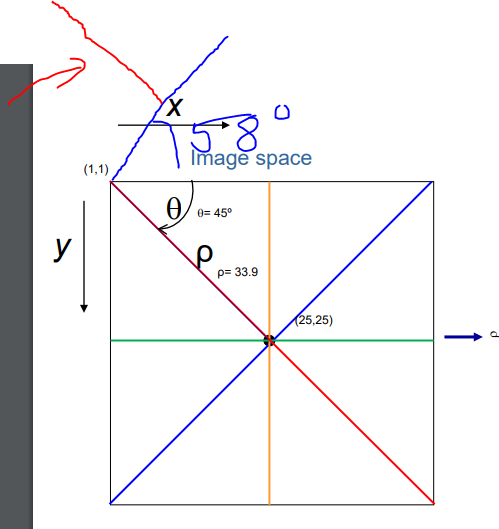 x
58°
Image space
(1,1)
θ
θ= 45º
y
ρ
ρ= 33.9
(25,25)
ρ